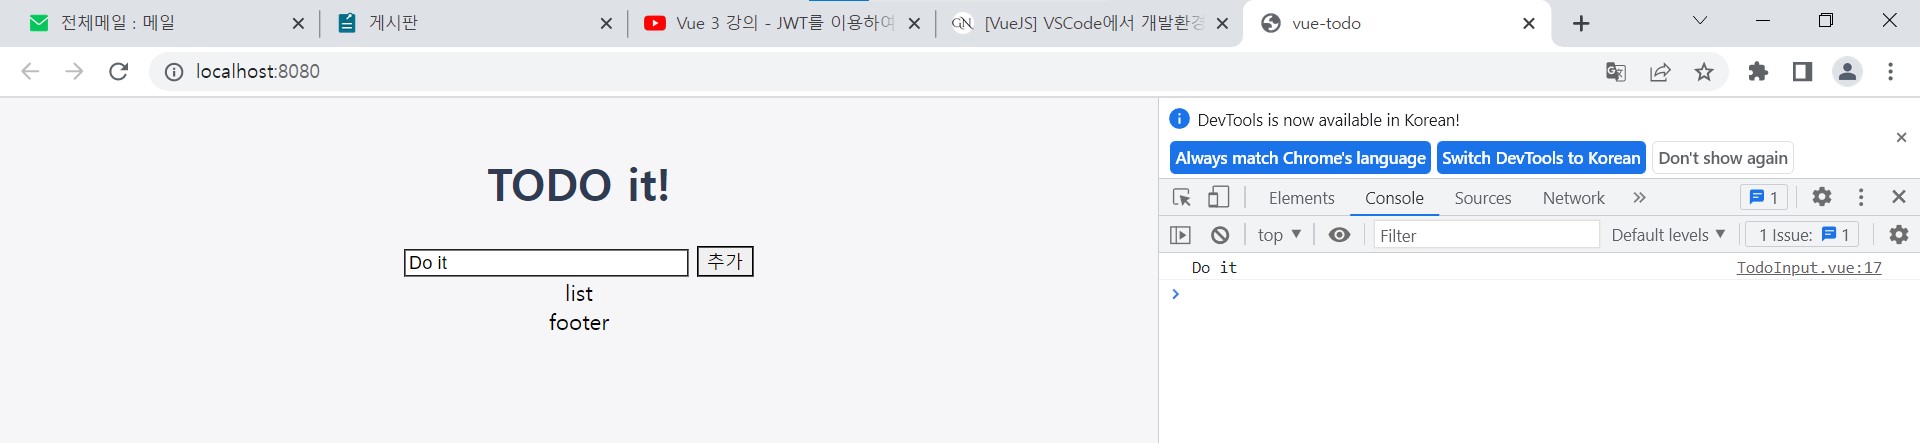 전체메일 : 메일
게시판
Vue 3 강의 - JWT를 이용하여
[VueJS] VSCode에서 개발환경
vue-todo
localhost:8080
TODO it!
Do it
추가
list
footer
DevTools is now available in Korean!
Always match Chrome's language
Switch DevTools to Korean
Don't show again
Elements
Console
Sources
Network
1
top
Filter
Default levels
1 Issue:
1
Do it
TodoInput.vue:17